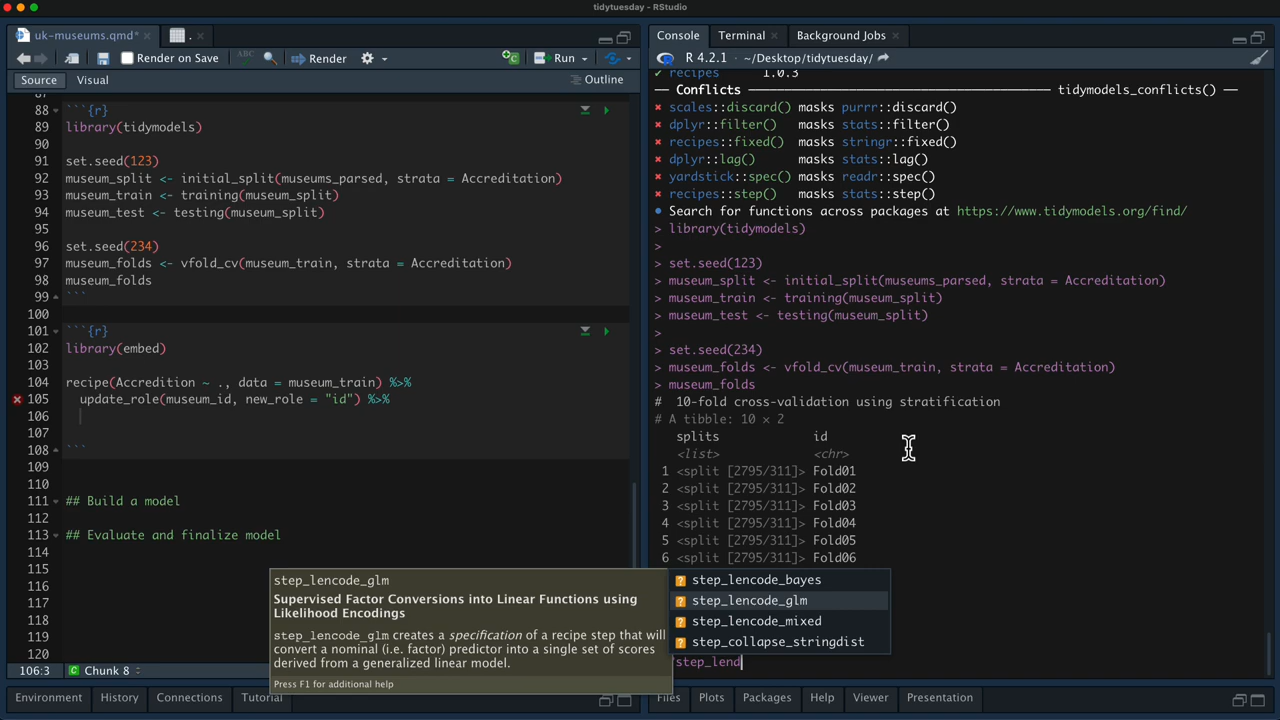 tidytuesday - RStudio
uk-museums.qmd* ×
. ×
Render on Save
ABC
Render
Run
Source
Visual
Outline
87
88 ```{r}
89 library(tidymodels)
90
91 set.seed(123)
92 museum_split <- initial_split(museums_parsed, strata = Accreditation)
93 museum_train <- training(museum_split)
94 museum_test <- testing(museum_split)
95
96 set.seed(234)
97 museum_folds <- vfold_cv(museum_train, strata = Accreditation)
98 museum_folds
99 ```
100
101 ```{r}
102 library(embed)
103
104 recipe(Accredition ~ ., data = museum_train) %>%
105 update_role(museum_id, new_role = "id") %>%
106
107
108 ```
109
110
111 ## Build a model
112
113 ## Evaluate and finalize model
114
115
116
117
118
119
120
106:3
Chunk 8
Environment
History
Connections
Tutorial
Console
Terminal ×
Background Jobs ×
R 4.2.1 · ~/Desktop/tidytuesday/
✔ recipes 1.0.3
── Conflicts ──────────────── tidymodels_conflicts() ──
✖ scales::discard() masks purrr::discard()
✖ dplyr::filter() masks stats::filter()
✖ recipes::fixed() masks stringr::fixed()
✖ dplyr::lag() masks stats::lag()
✖ yardstick::spec() masks readr::spec()
✖ recipes::step() masks stats::step()
● Search for functions across packages at https://www.tidymodels.org/find/
> library(tidymodels)
>
> set.seed(123)
> museum_split <- initial_split(museums_parsed, strata = Accreditation)
> museum_train <- training(museum_split)
> museum_test <- testing(museum_split)
>
> set.seed(234)
> museum_folds <- vfold_cv(museum_train, strata = Accreditation)
> museum_folds
# 10-fold cross-validation using stratification
# A tibble: 10 × 2
splits id
<list> <chr>
1 <split [2795/311]> Fold01
2 <split [2795/311]> Fold02
3 <split [2795/311]> Fold03
4 <split [2795/311]> Fold04
5 <split [2795/311]> Fold05
6 <split [2795/311]> Fold06
step_lencode_bayes
step_lencode_glm
step_lencode_mixed
step_collapse_stringdist
step_lend
step_lencode_glm
Supervised Factor Conversions into Linear Functions using
Likelihood Encodings
step_lencode_glm creates a specification of a recipe step that will
convert a nominal (i.e. factor) predictor into a single set of scores
derived from a generalized linear model.
Press F1 for additional help
Files
Plots
Packages
Help
Viewer
Presentation